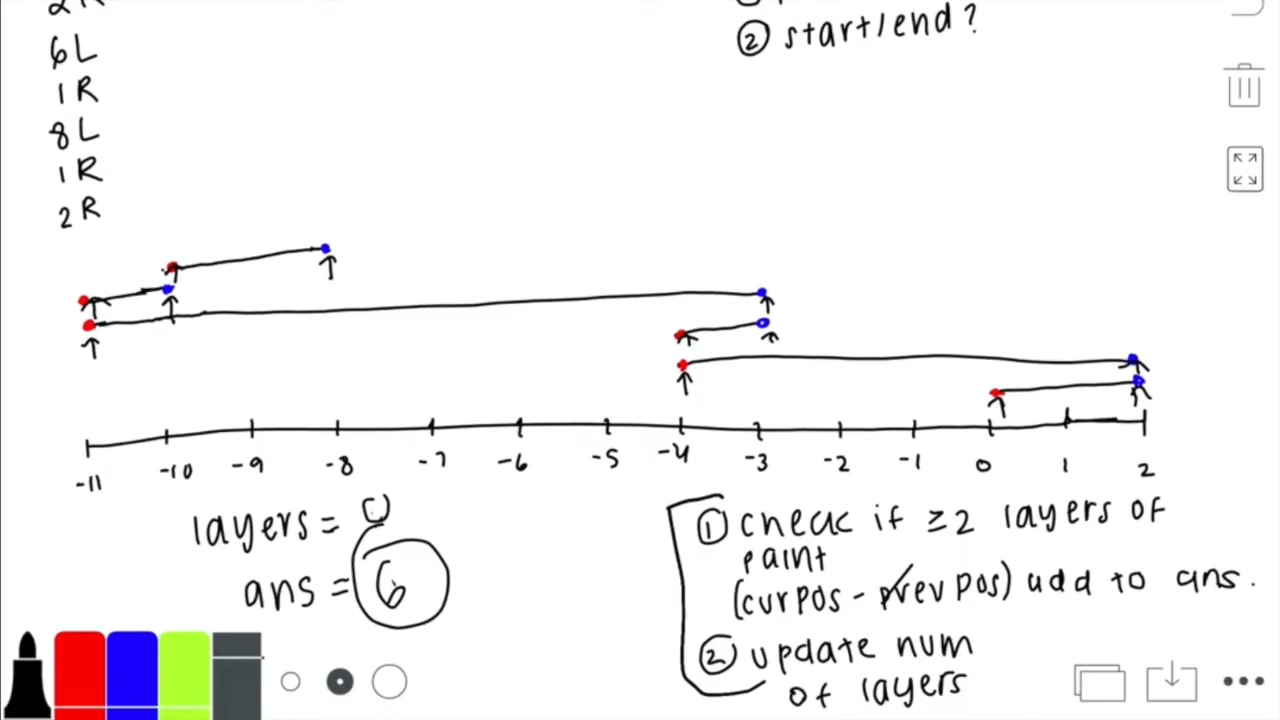 2R
② start/end?
6L
1R
8L
1R
2R
-11 -10 -9 -8 -7 -6 -5 -4 -3 -2 -1 0 1 2
layers = 0
ans = 6
① check if ≥2 layers of
paint
(curpos - prevpos) add to ans.
② update num
of layers